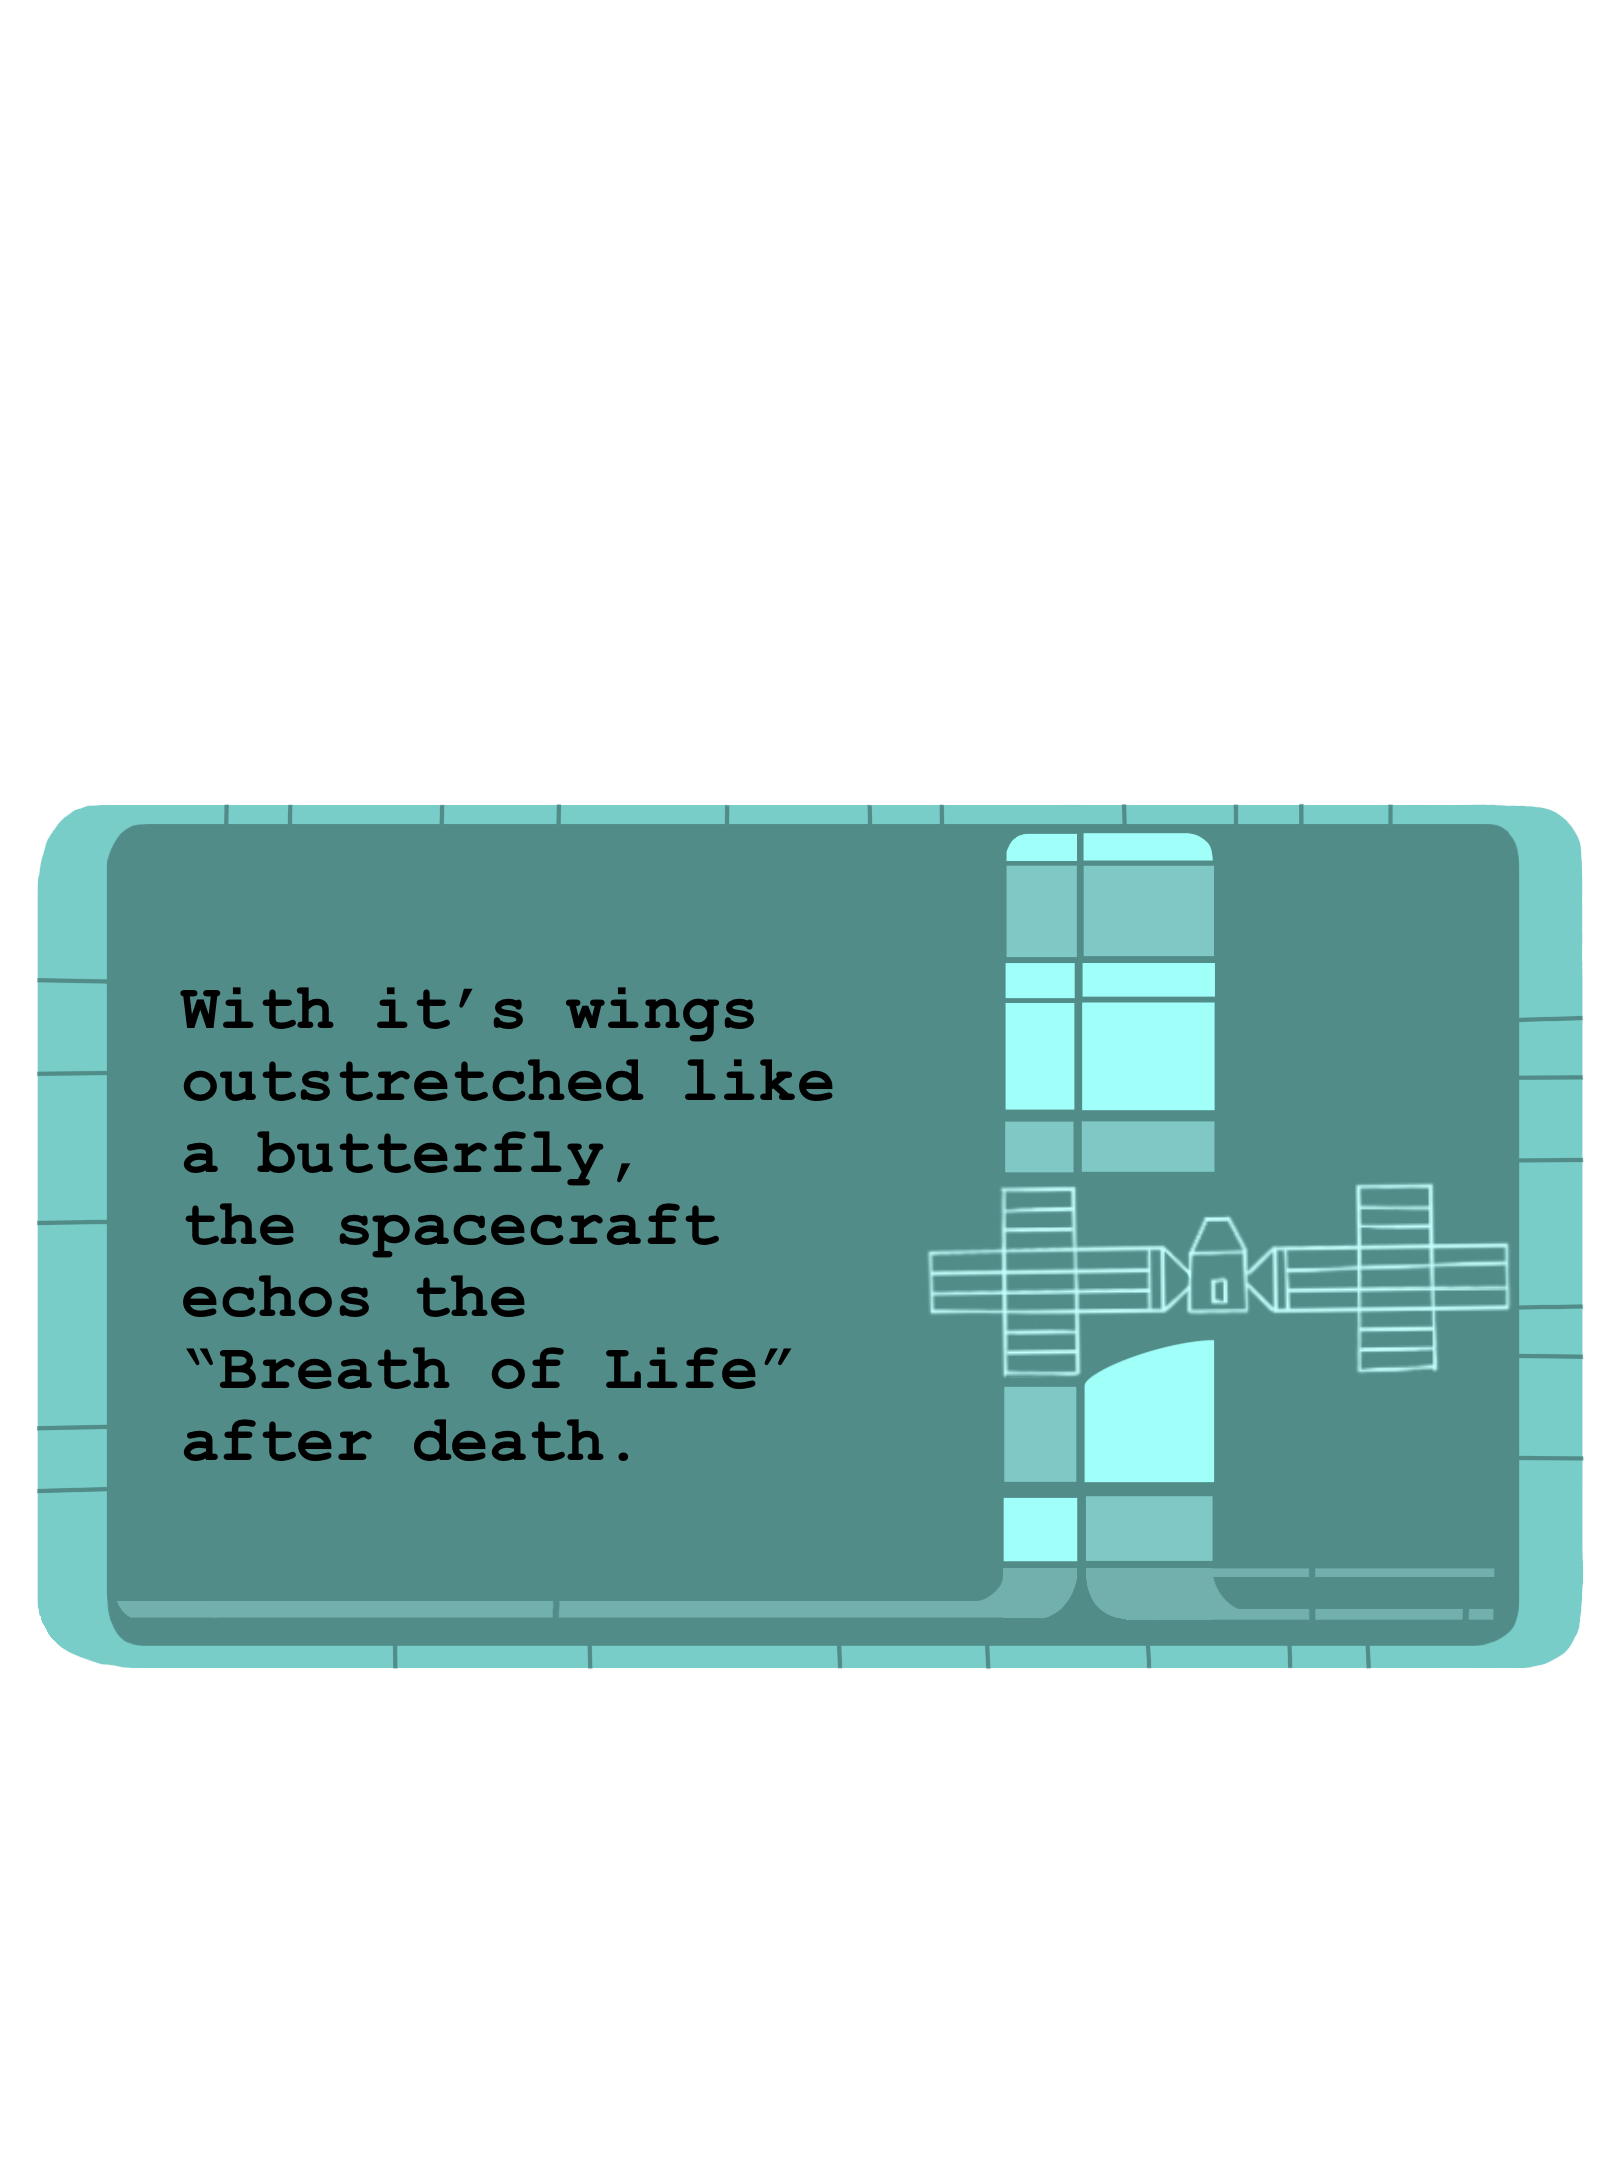 With it’s wings
outstretched like
a butterfly,
the spacecraft
echos the
“Breath of Life”
after death.